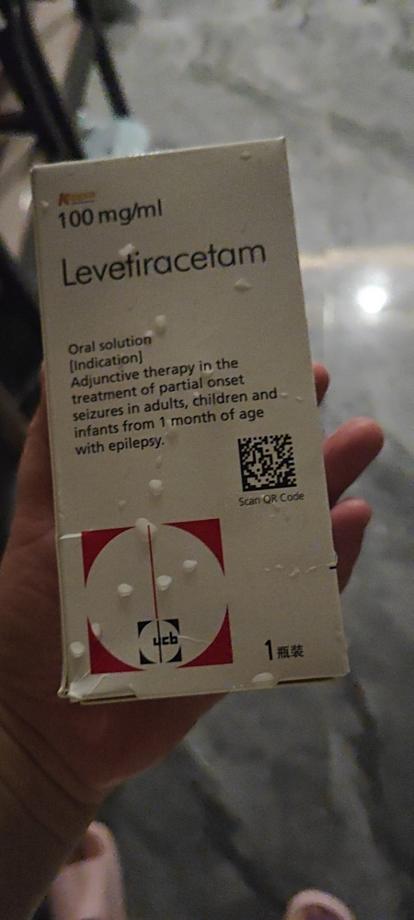 100 mg/ml
Levetiracetam
Oral solution
[Indication]
Adjunctive therapy in the
treatment of partial onset
seizures in adults, children and
infants from 1 month of age
with epilepsy.
Scan QR Code
ucb
1瓶装